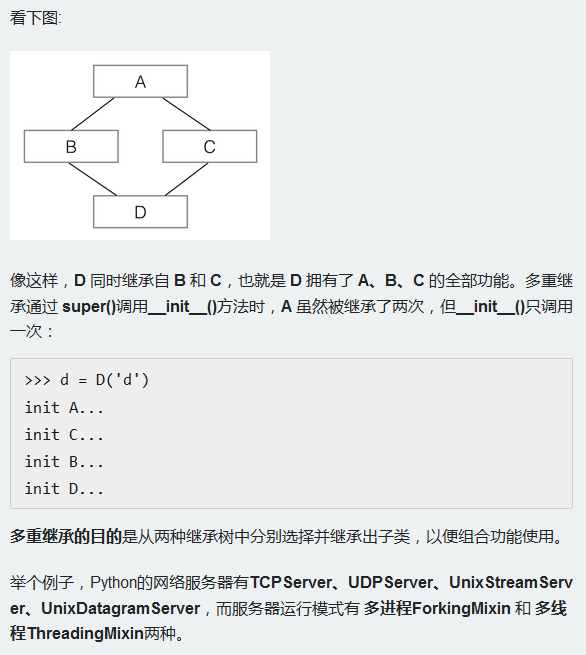 看下图:
A
B
C
D
像这样，D 同时继承自 B 和 C，也就是 D 拥有了 A、B、C 的全部功能。多重继
承通过 super()调用__init__()方法时，A 虽然被继承了两次，但__init__()只调用
一次：
>>> d = D('d')
init A...
init C...
init B...
init D...
多重继承的目的是从两种继承树中分别选择并继承出子类，以便组合功能使用。
举个例子，Python的网络服务器有TCPServer、UDPServer、UnixStreamServ
er、UnixDatagramServer，而服务器运行模式有 多进程ForkingMixin 和 多线
程ThreadingMixin两种。